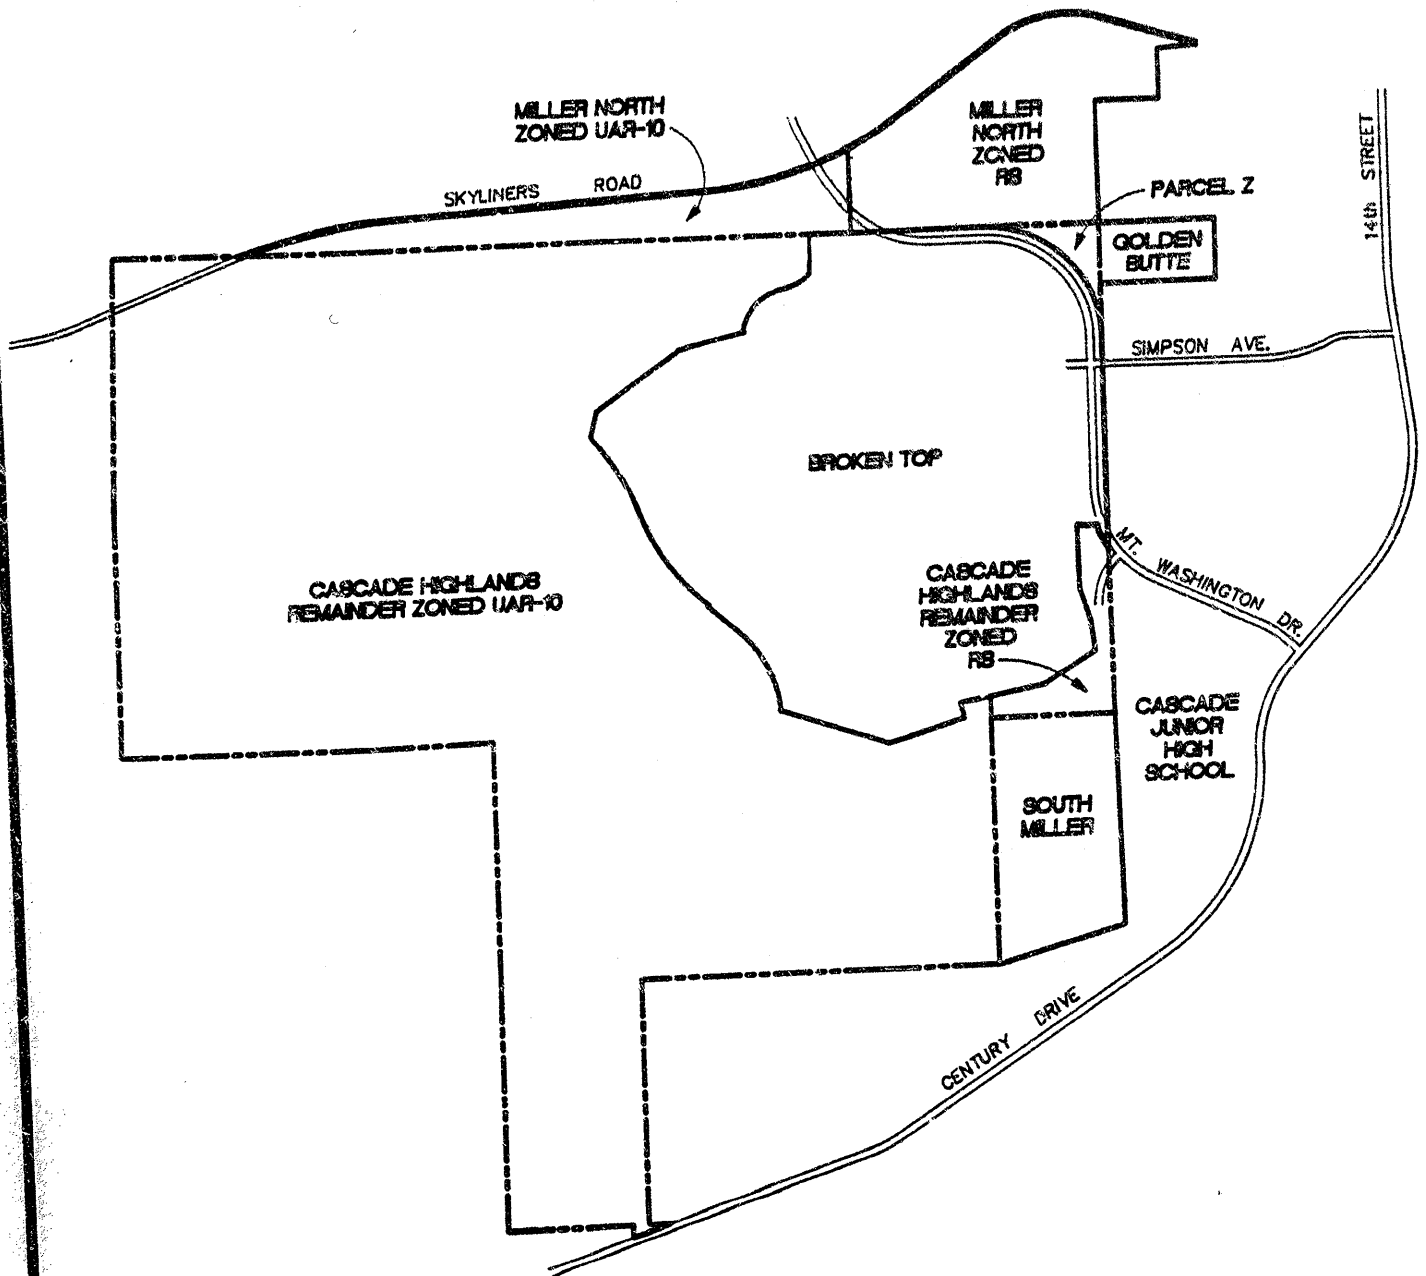 MILLER NORTH
ZONED UAR-10
MILLER
NORTH
ZONED
RS
SKYLINERS ROAD
PARCEL Z
14th STREET
GOLDEN
BUTTE
SIMPSON AVE.
BROKEN TOP
MT. WASHINGTON DR.
CASCADE HIGHLANDS
REMAINDER ZONED UAR-10
CASCADE
HIGHLANDS
REMAINDER
ZONED
RS
CASCADE
JUNIOR
HIGH
SCHOOL
SOUTH
MILLER
CENTURY DRIVE